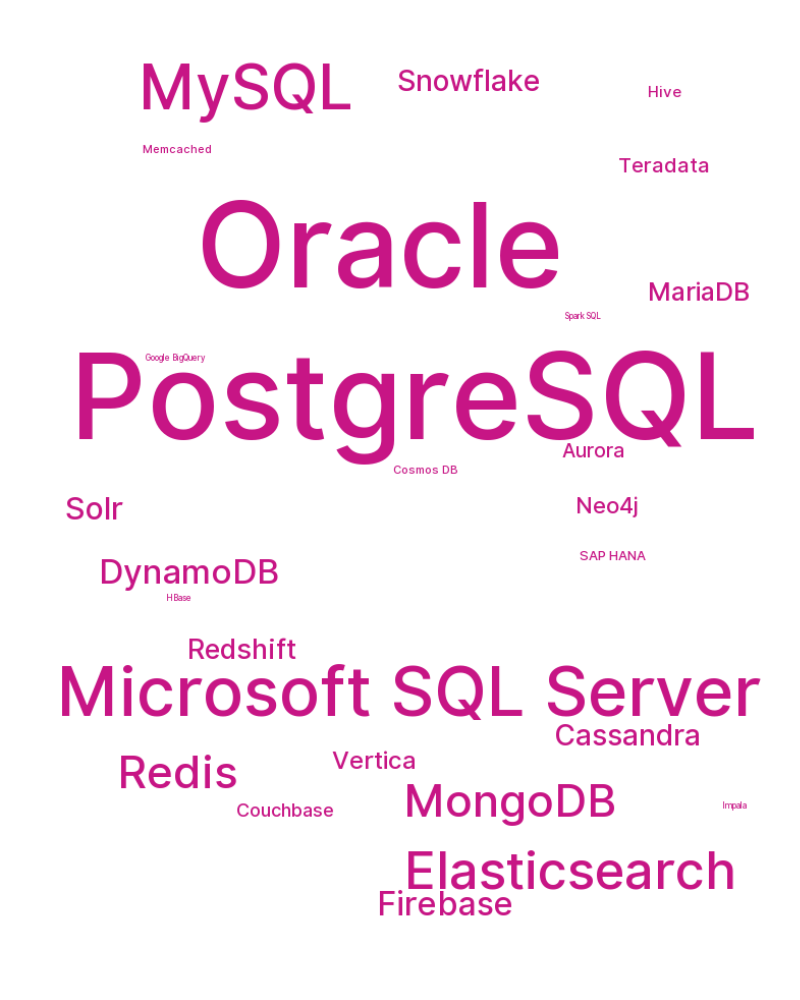 MySQL
Snowflake
Hive
Memcached
Teradata
Oracle
MariaDB
Spark SQL
Google BigQuery
PostgreSQL
Aurora
Cosmos DB
Solr
Neo4j
SAP HANA
DynamoDB
HBase
Redshift
Microsoft SQL Server
Cassandra
Vertica
Redis
MongoDB
Impala
Couchbase
Elasticsearch
Firebase